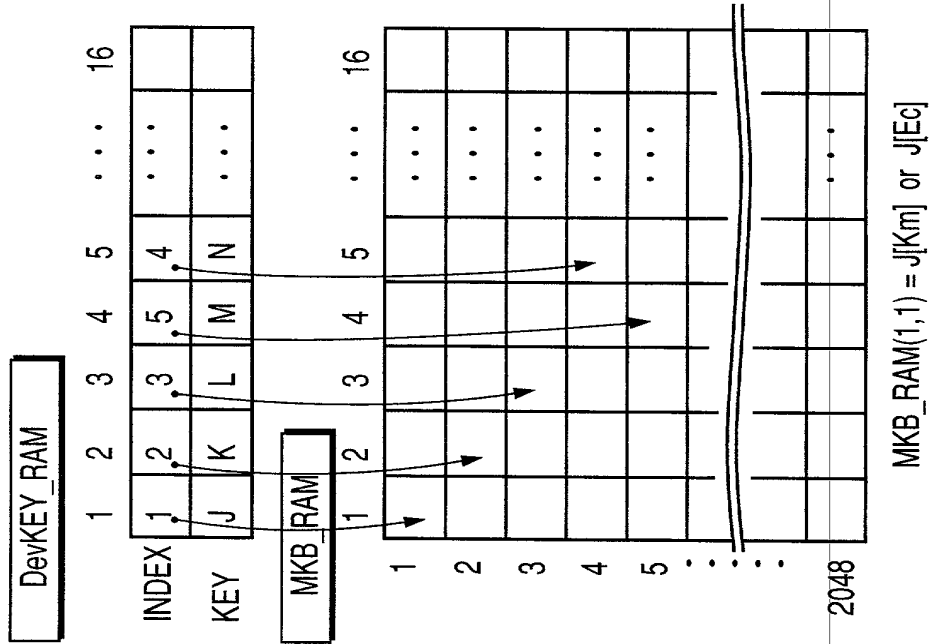 DevKEY_RAM
1 2 3 4 5 ... 16
INDEX 1 2 3 5 4 ...
KEY J K L M N ...
MKB_RAM
1 2 3 4 5 ... 16
1 ...
2 ...
3 ...
4 ...
5 ...
2048 ...
MKB_RAM(1,1) = J[Km] or J[Ec]